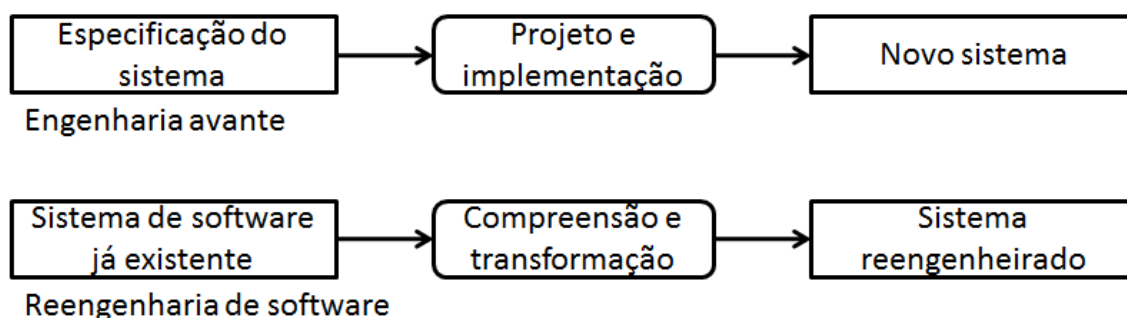 Especificação do
sistema
Projeto e
implementação
Novo sistema
Engenharia avante
Sistema de software
já existente
Compreensão e
transformação
Sistema
reengenheirado
Reengenharia de software